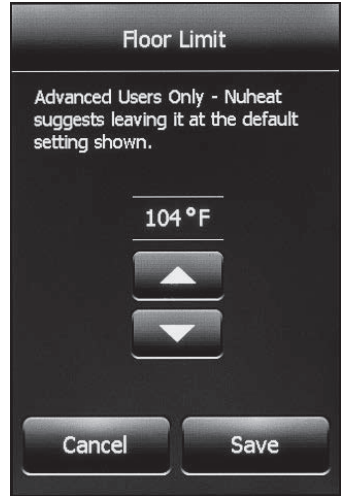 Floor Limit
Advanced Users Only - Nuheat
suggests leaving it at the default
setting shown.
104°F
Cancel
Save